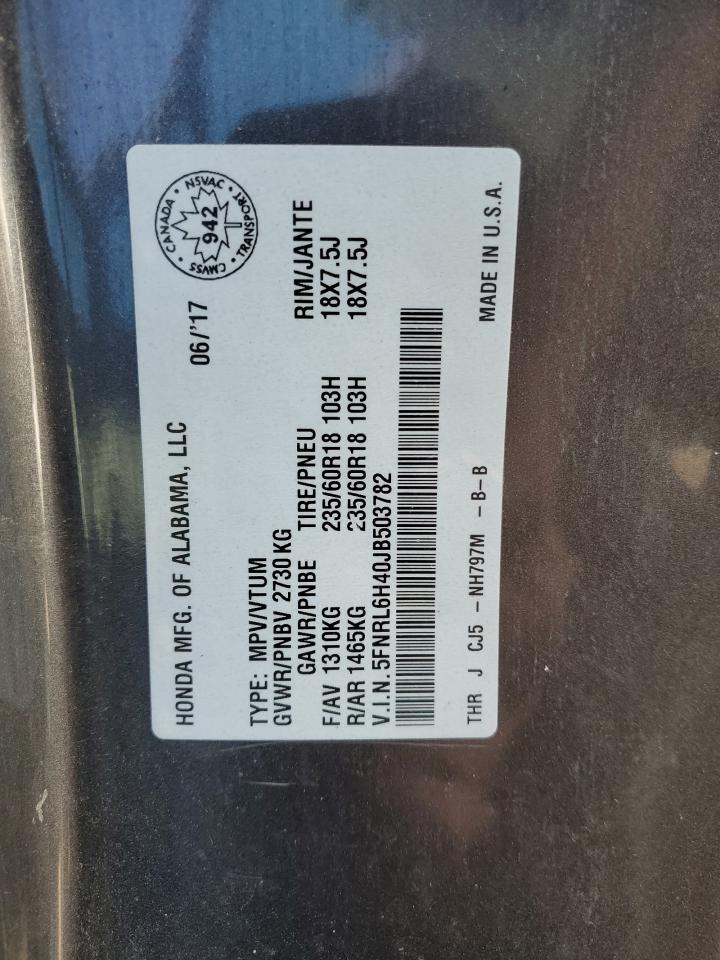 HONDA MFG. OF ALABAMA, LLC 06/'17
CANADA • NSVAC • TRANSPORT • CMVSS •
942
TYPE: MPV/VTUM
GVWR/PNBV 2730 KG
GAWR/PNBE TIRE/PNEU RIM/JANTE
F/AV 1310KG 235/60R18 103H 18X7.5J
R/AR 1465KG 235/60R18 103H 18X7.5J
V.I.N. 5FNRL6H40JB503782
THR J CJ5 - NH797M - B-B MADE IN U.S.A.